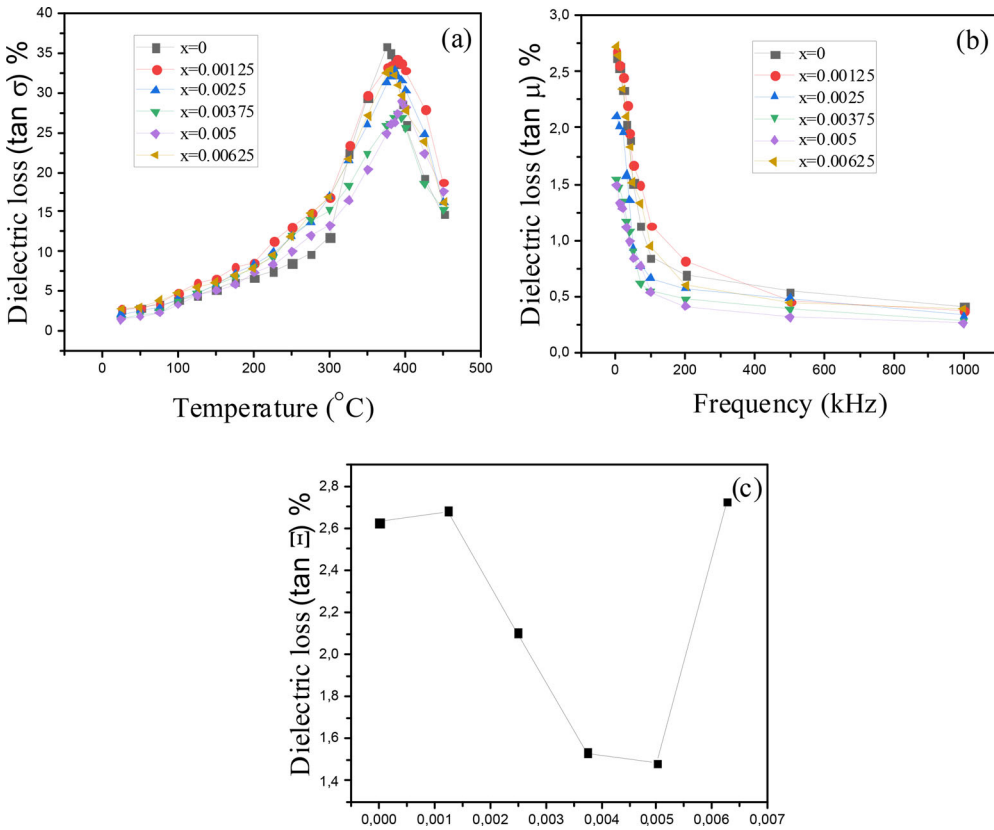 (a)
Dielectric loss (tan σ) %
40
35
30
25
20
15
10
5
0
x=0
x=0.00125
x=0.0025
x=0.00375
x=0.005
x=0.00625
0 100 200 300 400 500
Temperature (°C)
(b)
Dielectric loss (tan μ) %
3,0
2,5
2,0
1,5
1,0
0,5
0,0
x=0
x=0.00125
x=0.0025
x=0.00375
x=0.005
x=0.00625
0 200 400 600 800 1000
Frequency (kHz)
(c)
Dielectric loss (tan Ξ) %
2,8
2,6
2,4
2,2
2,0
1,8
1,6
1,4
0,000 0,001 0,002 0,003 0,004 0,005 0,006 0,007